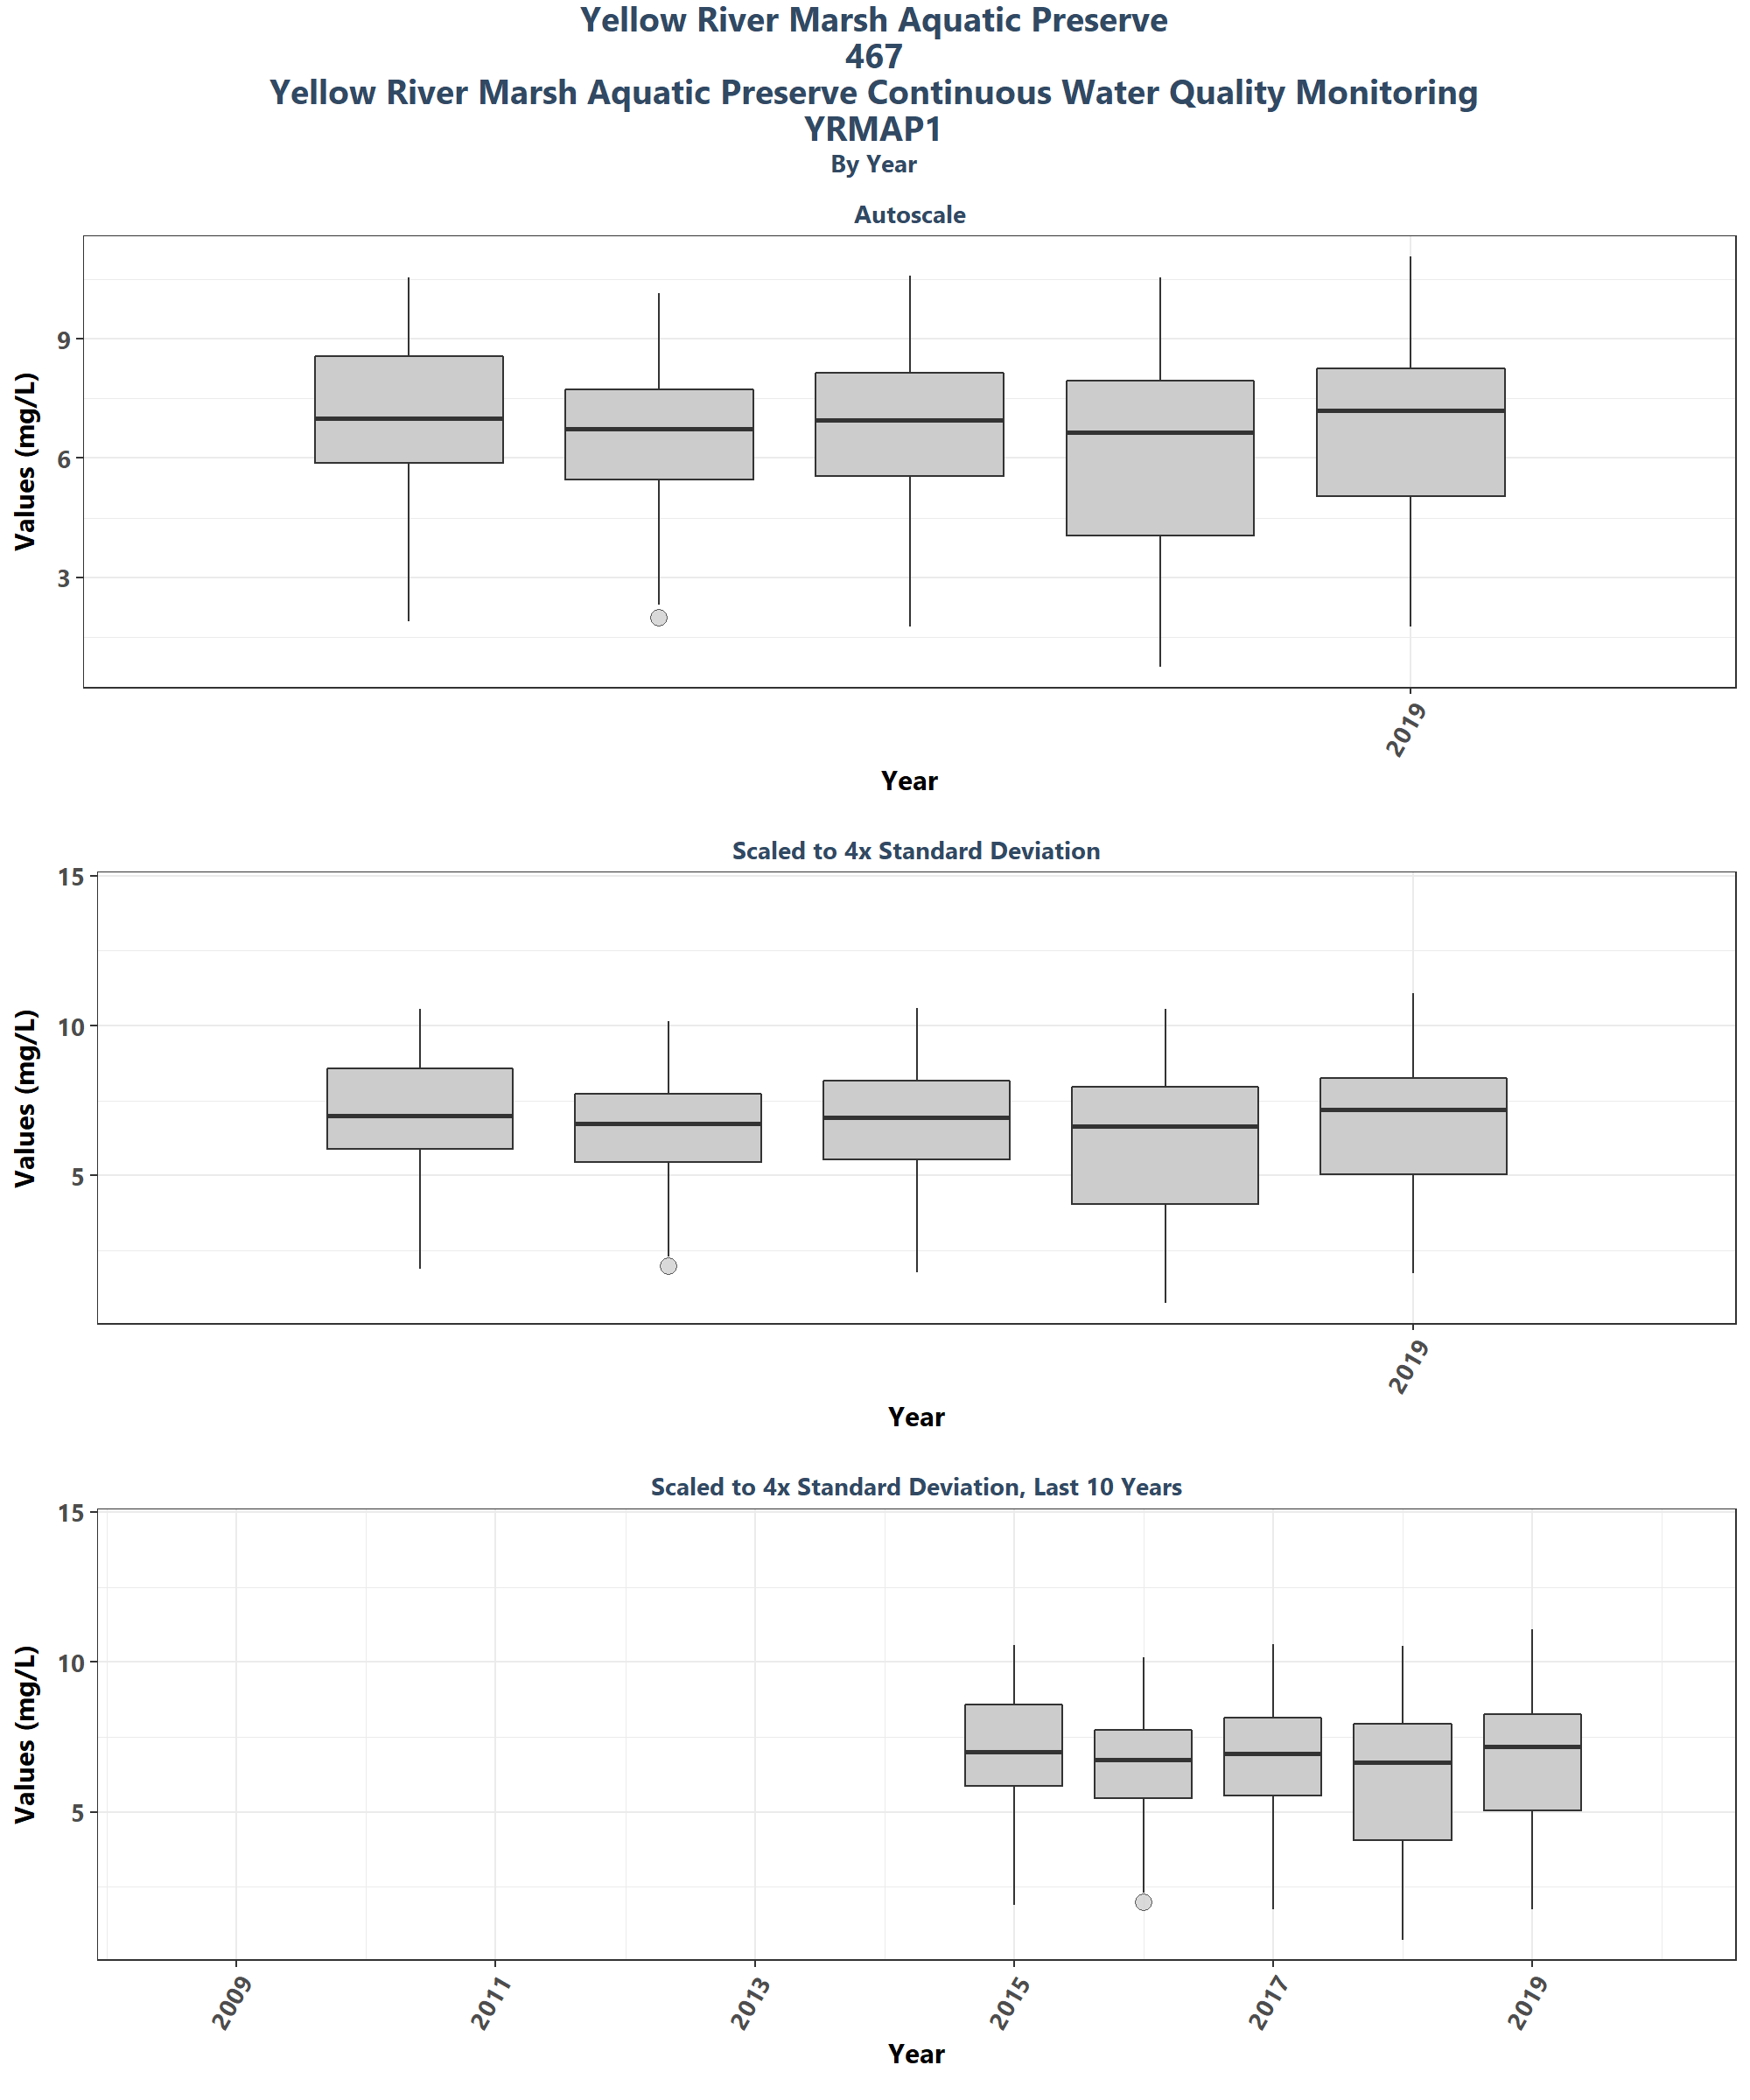 Yellow River Marsh Aquatic Preserve
467
Yellow River Marsh Aquatic Preserve Continuous Water Quality Monitoring
YRMAP1
By Year
Autoscale
Values (mg/L)
9
6
3
2019
Year
Scaled to 4x Standard Deviation
Values (mg/L)
15
10
5
2019
Year
Scaled to 4x Standard Deviation, Last 10 Years
Values (mg/L)
15
10
5
2009 2011 2013 2015 2017 2019
Year